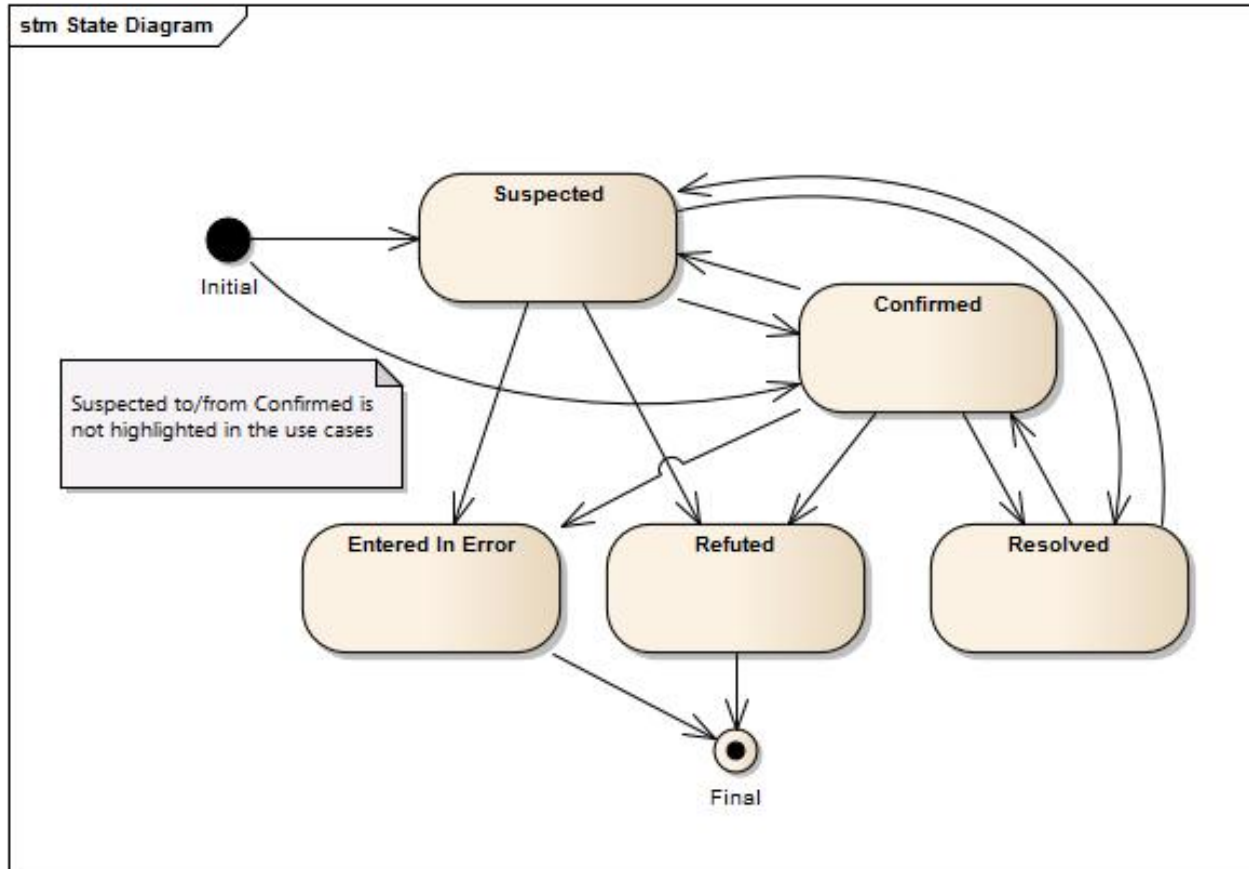 stm State Diagram
Suspected
Initial
Confirmed
Suspected to/from Confirmed is
not highlighted in the use cases
Entered In Error
Refuted
Resolved
Final